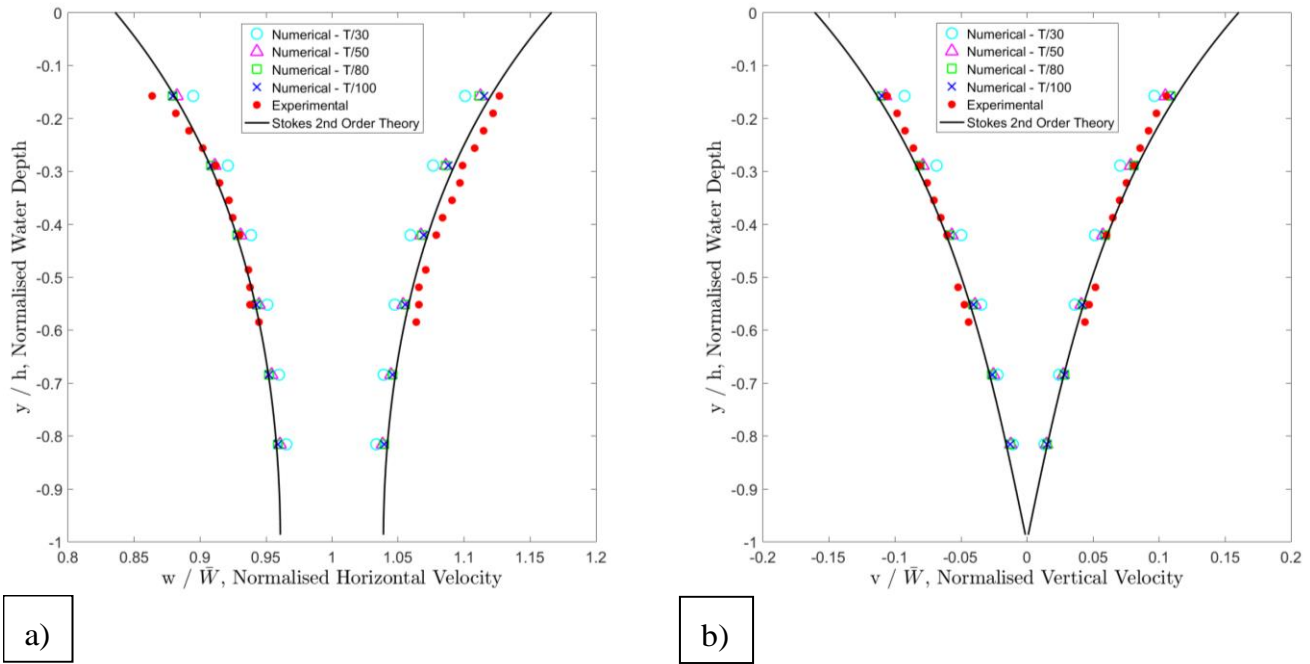 0
-0.1
-0.2
-0.3
-0.4
-0.5
-0.6
-0.7
-0.8
-0.9
-1
y / h, Normalised Water Depth
Numerical - T/30
Numerical - T/50
Numerical - T/80
Numerical - T/100
Experimental
Stokes 2nd Order Theory
0.8 0.85 0.9 0.95 1 1.05 1.1 1.15 1.2
w / W̄, Normalised Horizontal Velocity
a)
0
-0.1
-0.2
-0.3
-0.4
-0.5
-0.6
-0.7
-0.8
-0.9
-1
y / h, Normalised Water Depth
Numerical - T/30
Numerical - T/50
Numerical - T/80
Numerical - T/100
Experimental
Stokes 2nd Order Theory
-0.2 -0.15 -0.1 -0.05 0 0.05 0.1 0.15 0.2
v / W̄, Normalised Vertical Velocity
b)